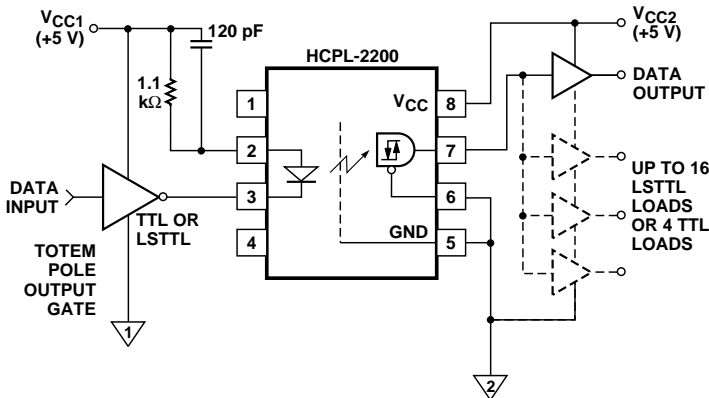 VCC1
(+5 V)
120 pF
HCPL-2200
VCC2
(+5 V)
1.1
kΩ
1
VCC
8
DATA
OUTPUT
2
7
DATA
INPUT
3
6
UP TO 16
LSTTL
LOADS
OR 4 TTL
LOADS
TTL OR
LSTTL
4
GND
5
TOTEM
POLE
OUTPUT
GATE
1
2